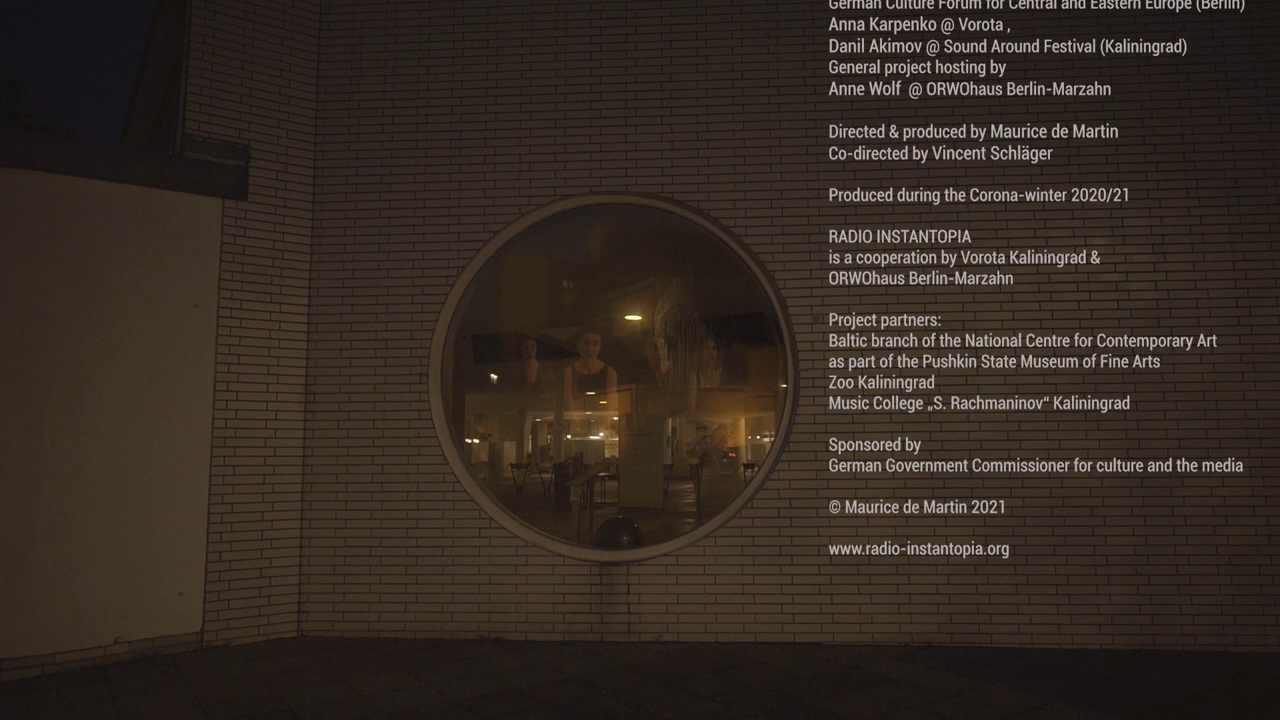 German Culture Forum for Central and Eastern Europe (Berlin)
Anna Karpenko @ Vorota ,
Danil Akimov @ Sound Around Festival (Kaliningrad)
General project hosting by
Anne Wolf @ ORWOhaus Berlin-Marzahn
Directed & produced by Maurice de Martin
Co-directed by Vincent Schläger
Produced during the Corona-winter 2020/21
RADIO INSTANTOPIA
is a cooperation by Vorota Kaliningrad &
ORWOhaus Berlin-Marzahn
Project partners:
Baltic branch of the National Centre for Contemporary Art
as part of the Pushkin State Museum of Fine Arts
Zoo Kaliningrad
Music College „S. Rachmaninov“ Kaliningrad
Sponsored by
German Government Commissioner for culture and the media
© Maurice de Martin 2021
www.radio-instantopia.org